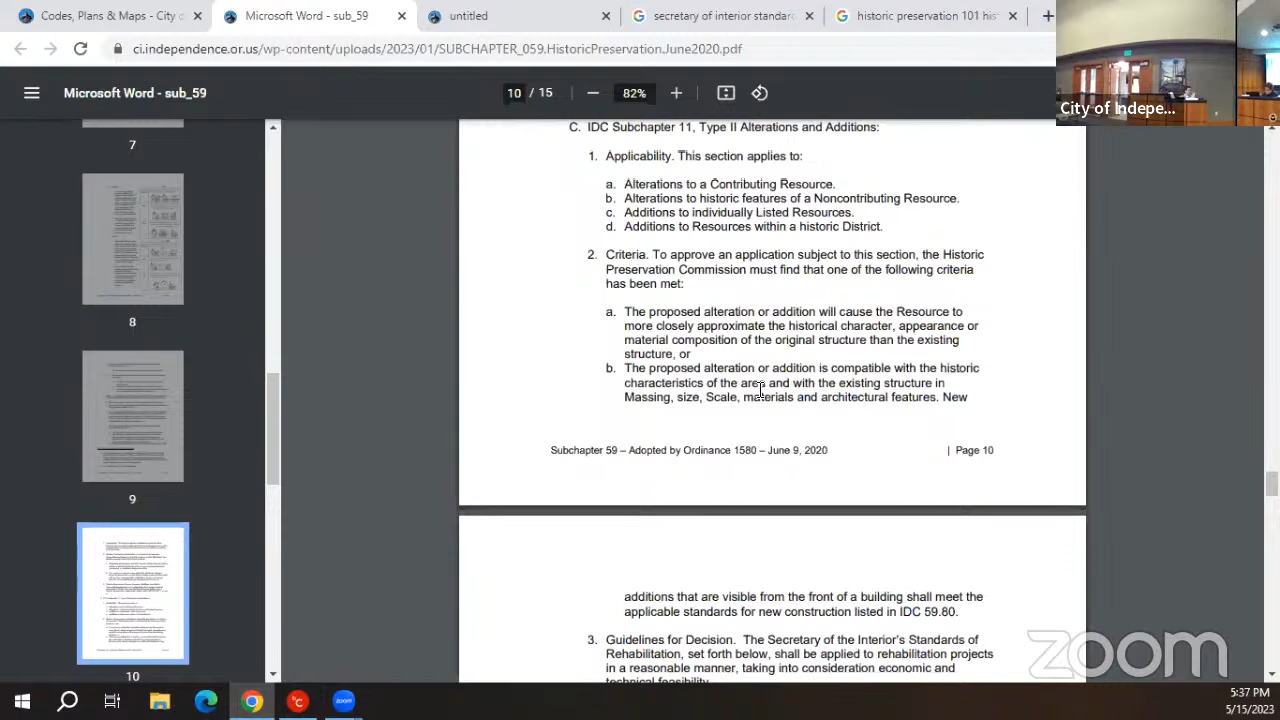 Codes, Plans & Maps - City o
Microsoft Word - sub_59
untitled
secretary of interior standar
historic preservation 101 his
ci.independence.or.us/wp-content/uploads/2023/01/SUBCHAPTER_059.HistoricPreservation.June2020.pdf
Microsoft Word - sub_59
10 / 15
82%
City of Indepe...
7
8
9
10
C. IDC Subchapter 11, Type II Alterations and Additions:
1. Applicability. This section applies to:
a. Alterations to a Contributing Resource.
b. Alterations to historic features of a Noncontributing Resource.
c. Additions to individually Listed Resources.
d. Additions to Resources within a historic District.
2. Criteria. To approve an application subject to this section, the Historic
Preservation Commission must find that one of the following criteria
has been met:
a. The proposed alteration or addition will cause the Resource to
more closely approximate the historical character, appearance or
material composition of the original structure than the existing
structure, or
b. The proposed alteration or addition is compatible with the historic
characteristics of the area and with the existing structure in
Massing, size, Scale, materials and architectural features. New
Subchapter 59 – Adopted by Ordinance 1580 – June 9, 2020 | Page 10
additions that are visible from the front of a building shall meet the
applicable standards for new construction listed in IDC 59.80.
3. Guidelines for Decision. The Secretary of the Interior's Standards of
Rehabilitation, set forth below, shall be applied to rehabilitation projects
in a reasonable manner, taking into consideration economic and
technical feasibility.
zoom
zoom
5:37 PM
5/15/2023